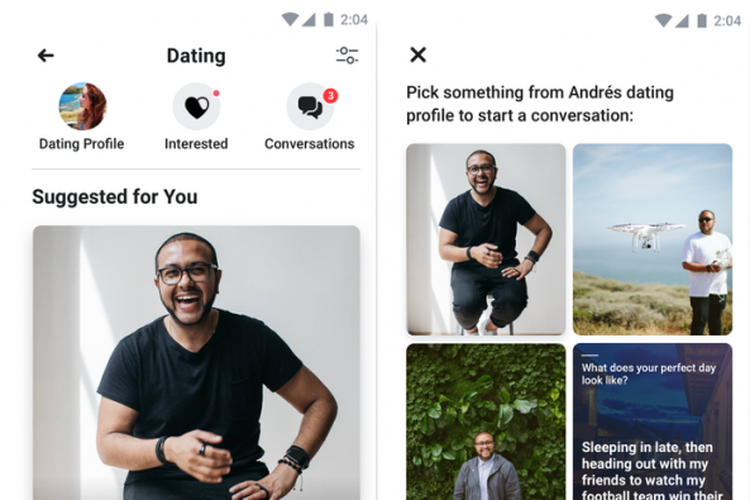 2:04
Dating
3
Dating Profile
Interested
Conversations
Suggested for You
2:04
Pick something from Andrés dating
profile to start a conversation:
What does your perfect day
look like?
Sleeping in late, then
heading out with my
friends to watch my
football team win their